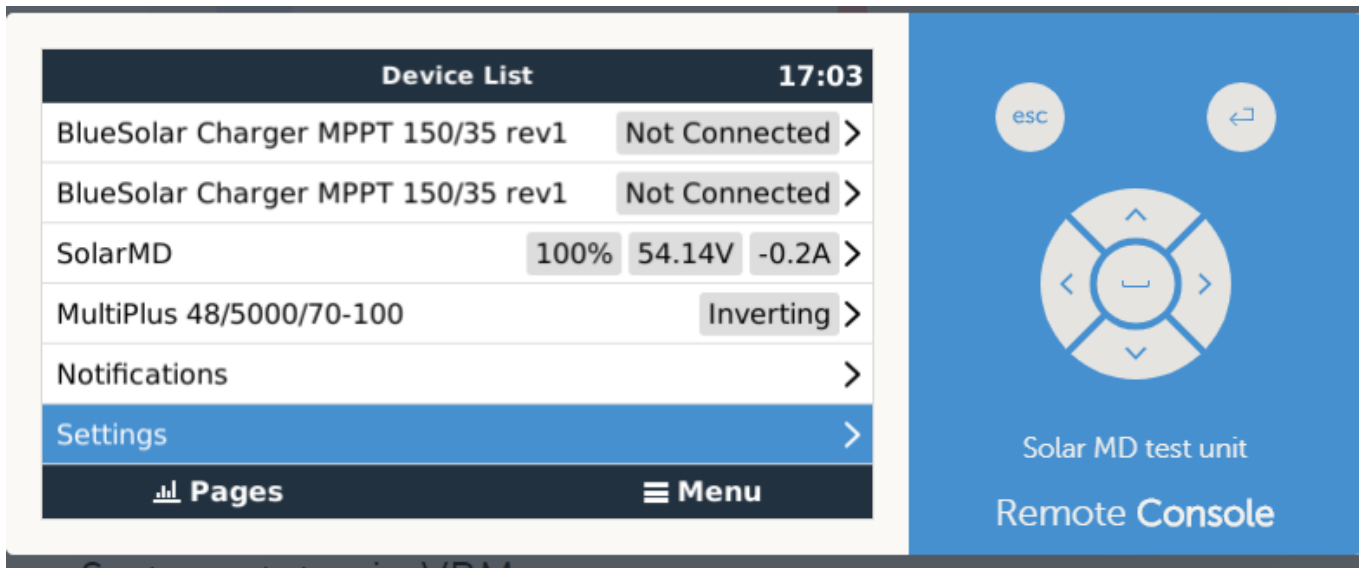 Device List 17:03
BlueSolar Charger MPPT 150/35 rev1 Not Connected
BlueSolar Charger MPPT 150/35 rev1 Not Connected
SolarMD 100% 54.14V -0.2A
MultiPlus 48/5000/70-100 Inverting
Notifications
Settings
Pages Menu
esc
Solar MD test unit
Remote Console